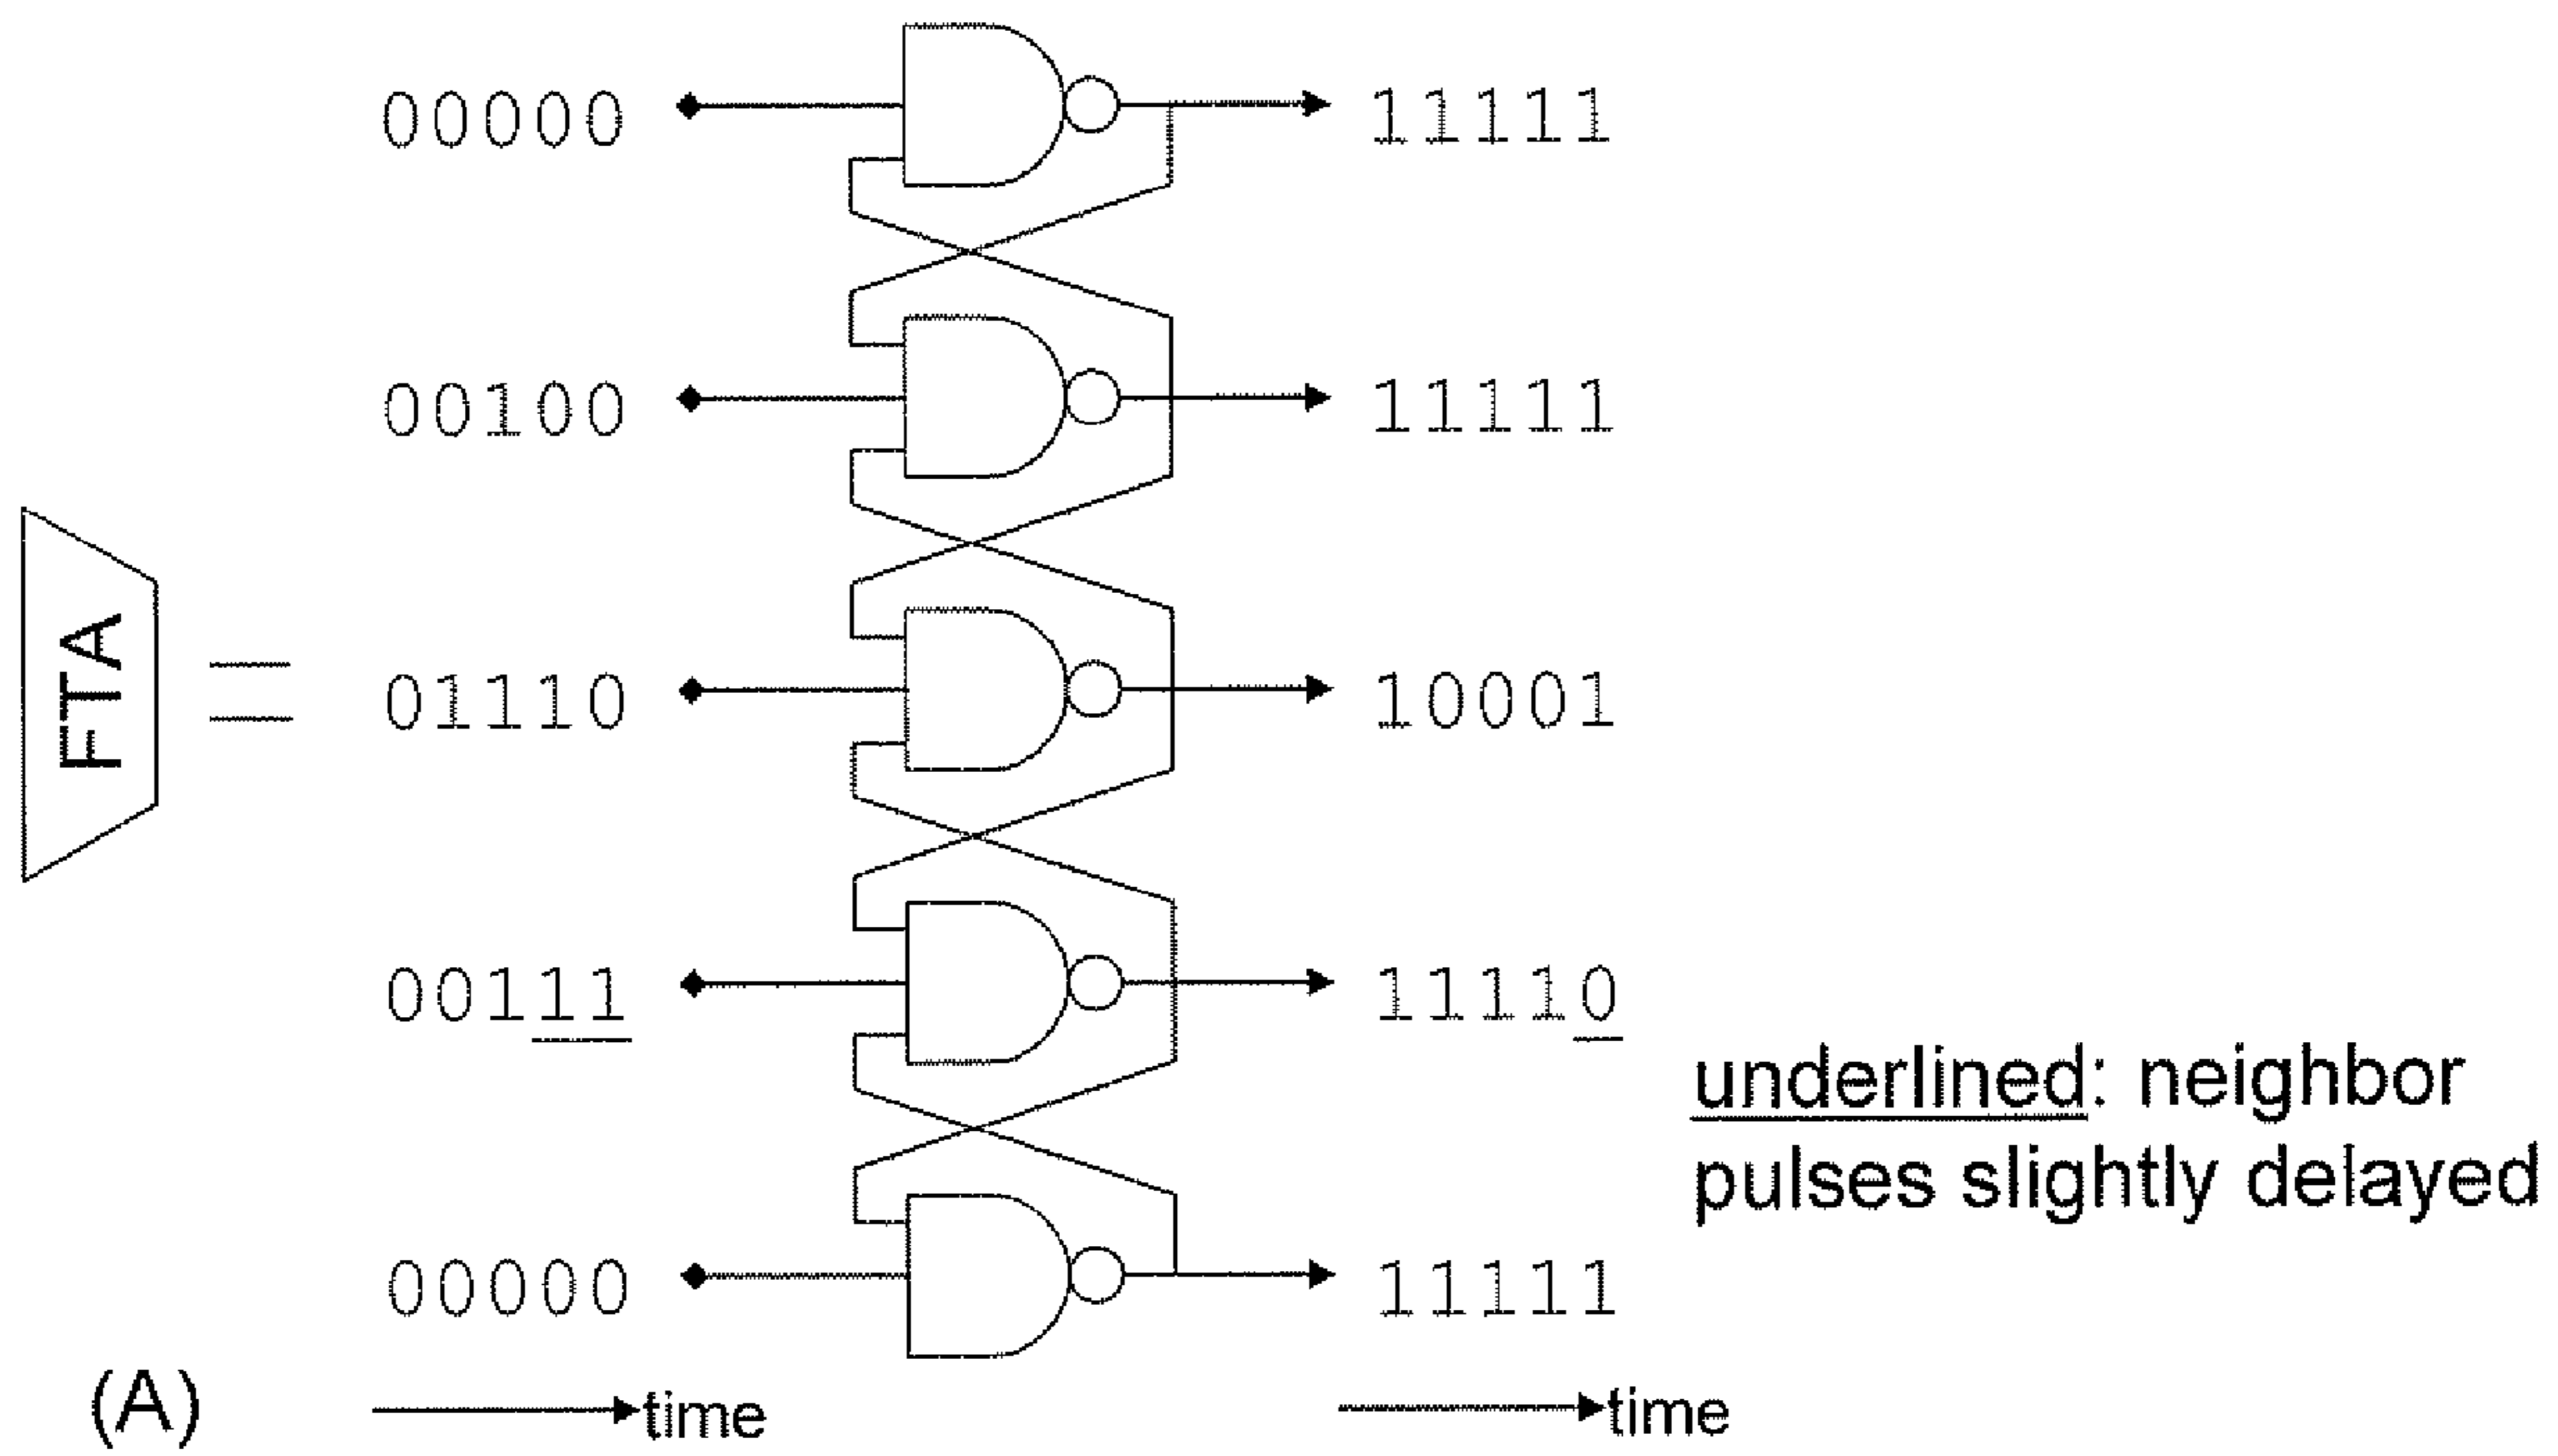 00000 11111
00100 11111
FTA
01110 10001
00111 11110
underlined: neighbor
pulses slightly delayed
00000 11111
(A) time time